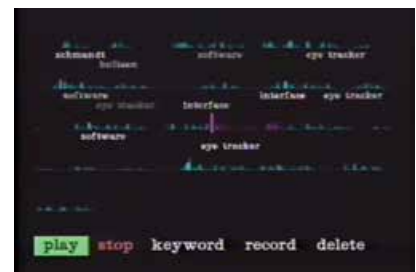 schmandt software eye tracker
software eye tracker interface interface eye tracker
software
eye tracker
play stop keyword record delete